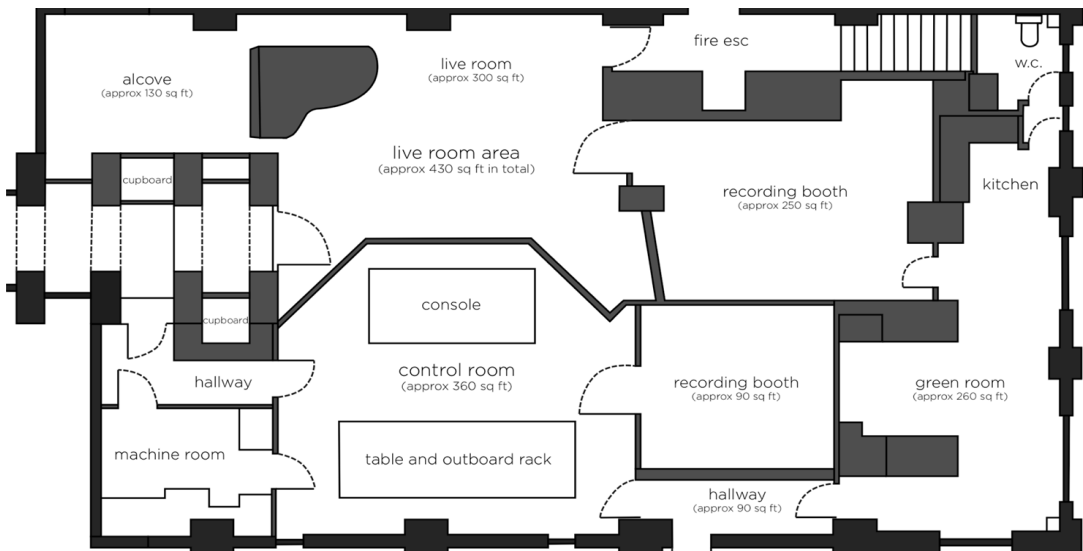 fire esc
live room
(approx 300 sq ft)
w.c.
alcove
(approx 130 sq ft)
live room area
(approx 430 sq ft in total)
cupboard
kitchen
recording booth
(approx 250 sq ft)
console
cupboard
control room
(approx 360 sq ft)
hallway
recording booth
(approx 90 sq ft)
green room
(approx 260 sq ft)
machine room
table and outboard rack
hallway
(approx 90 sq ft)